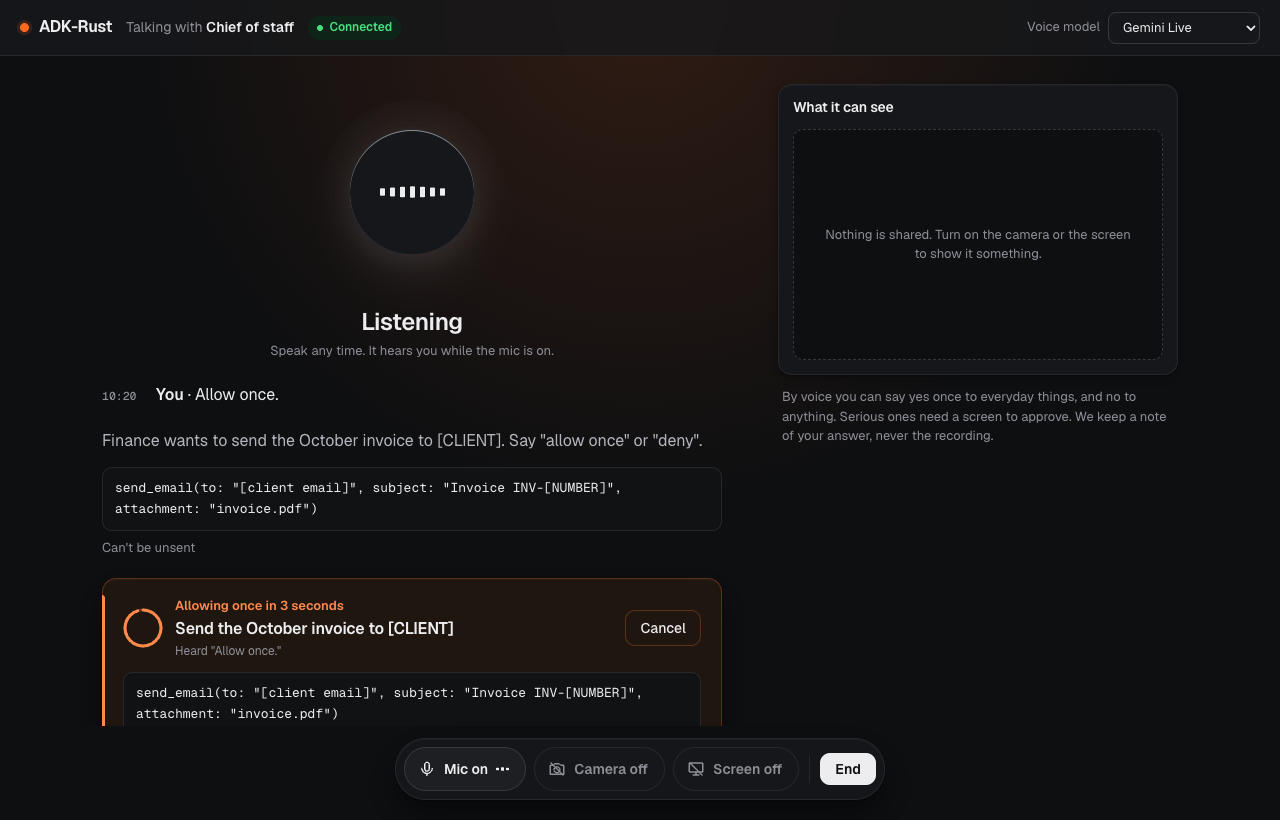 ADK-Rust Talking with Chief of staff Connected Voice model Gemini Live
What it can see
Nothing is shared. Turn on the camera or the screen
to show it something.
By voice you can say yes once to everyday things, and no to
anything. Serious ones need a screen to approve. We keep a note
of your answer, never the recording.
Listening
Speak any time. It hears you while the mic is on.
10:20 You · Allow once.
Finance wants to send the October invoice to [CLIENT]. Say "allow once" or "deny".
send_email(to: "[client email]", subject: "Invoice INV-[NUMBER]",
attachment: "invoice.pdf")
Can't be unsent
Allowing once in 3 seconds
Send the October invoice to [CLIENT]
Heard "Allow once."
Cancel
send_email(to: "[client email]", subject: "Invoice INV-[NUMBER]",
attachment: "invoice.pdf")
Mic on Camera off Screen off End